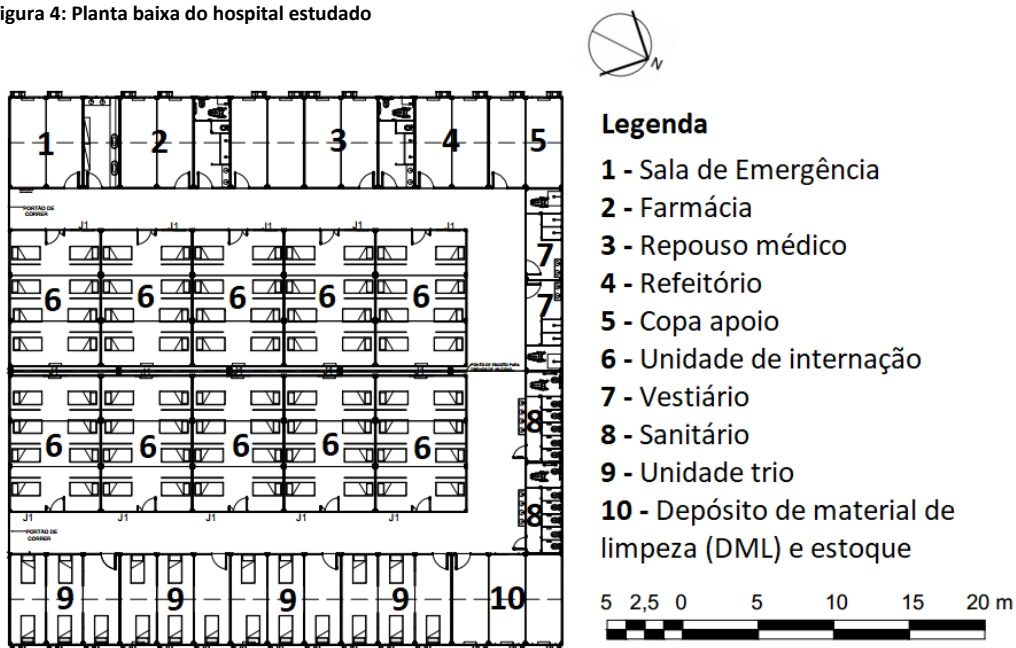 igura 4: Planta baixa do hospital estudado
N
1
2
3
4
5
PORTÃO DE
CORRER
J1
J1
J1
J1
J1
7
6
6
6
6
6
7
6
6
6
6
6
8
8
J1
J1
J1
J1
J1
PORTÃO DE
CORRER
9
9
9
9
10
Legenda
1 - Sala de Emergência
2 - Farmácia
3 - Repouso médico
4 - Refeitório
5 - Copa apoio
6 - Unidade de internação
7 - Vestiário
8 - Sanitário
9 - Unidade trio
10 - Depósito de material de
limpeza (DML) e estoque
5 2,5 0 5 10 15 20 m